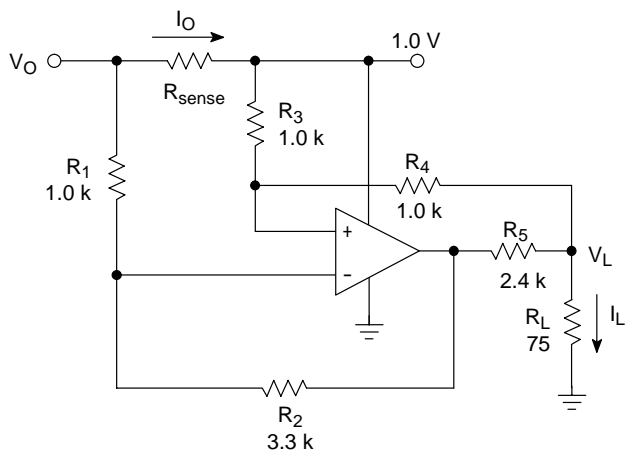 I_O
V_O
1.0 V
R_sense
R_3
1.0 k
R_1
1.0 k
R_4
1.0 k
+
-
R_5
2.4 k
V_L
R_L
75
I_L
R_2
3.3 k